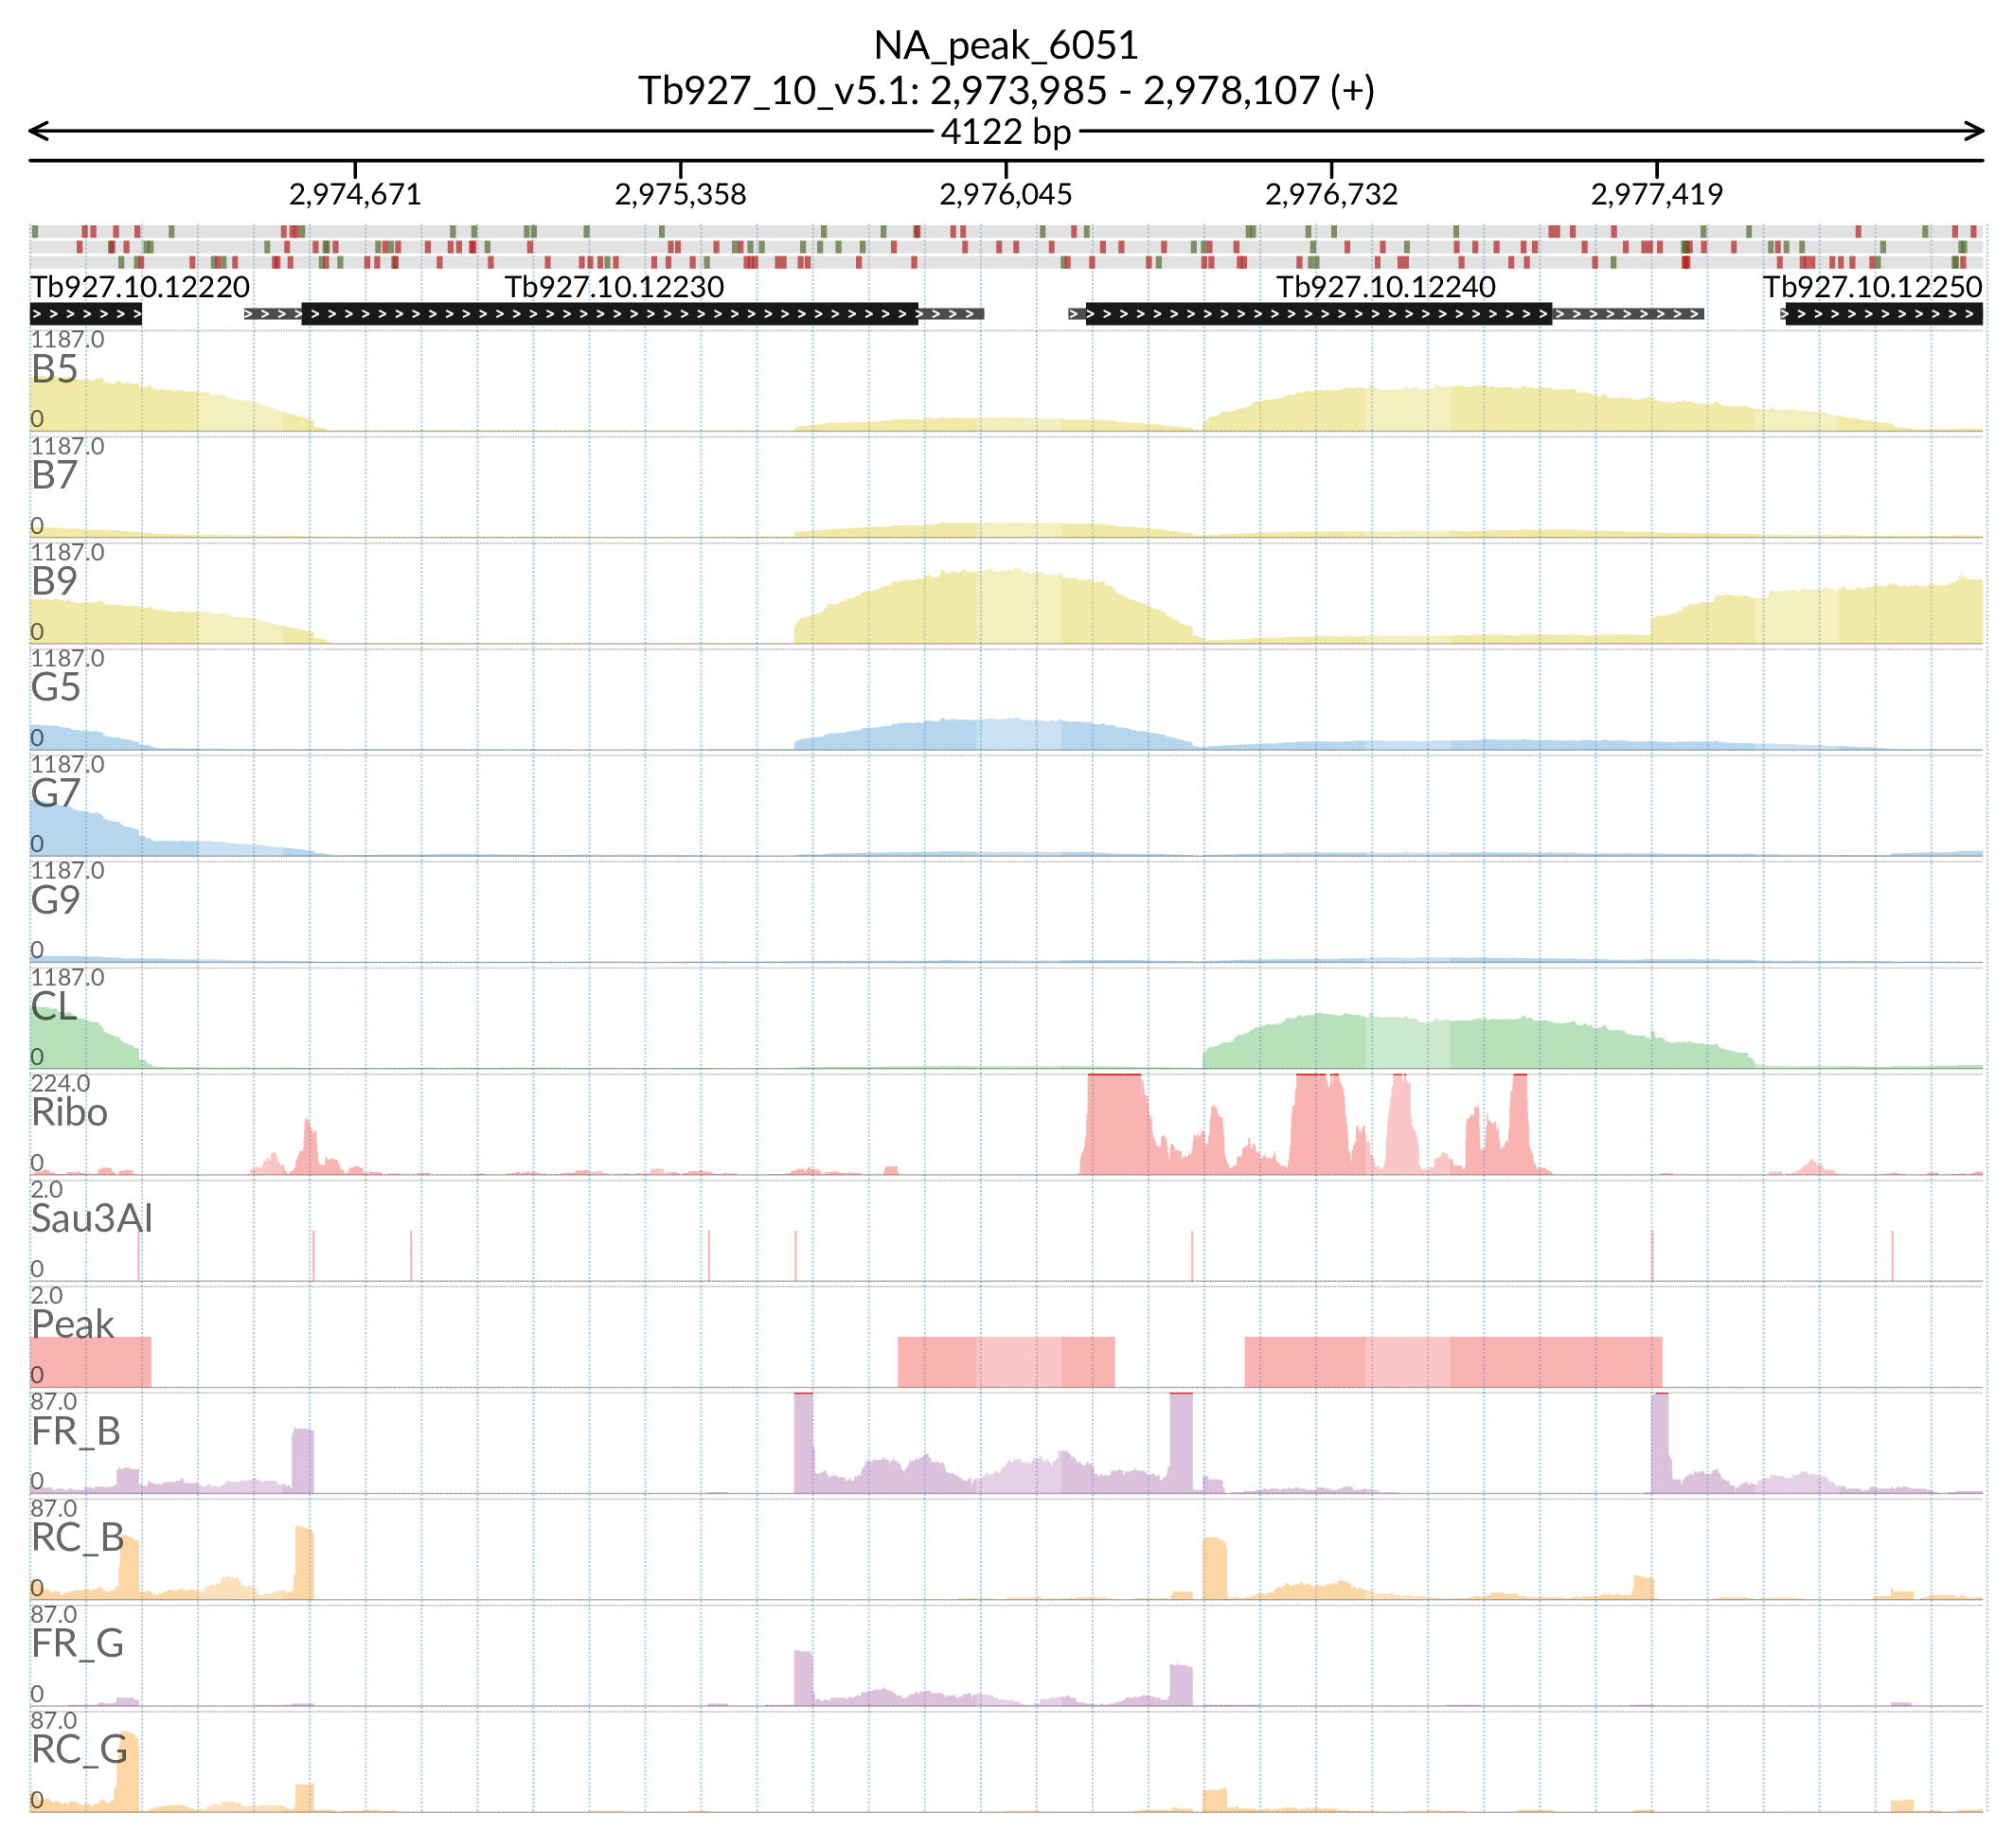 NA_peak_6051
Tb927_10_v5.1: 2,973,985 - 2,978,107 (+)
4122 bp
2,974,671 2,975,358 2,976,045 2,976,732 2,977,419
Tb927.10.12220 Tb927.10.12230 Tb927.10.12240 Tb927.10.12250
1187.0
B5
0
1187.0
B7
0
1187.0
B9
0
1187.0
G5
0
1187.0
G7
0
1187.0
G9
0
1187.0
CL
0
224.0
Ribo
0
2.0
Sau3AI
0
2.0
Peak
0
87.0
FR_B
0
87.0
RC_B
0
87.0
FR_G
0
87.0
RC_G
0